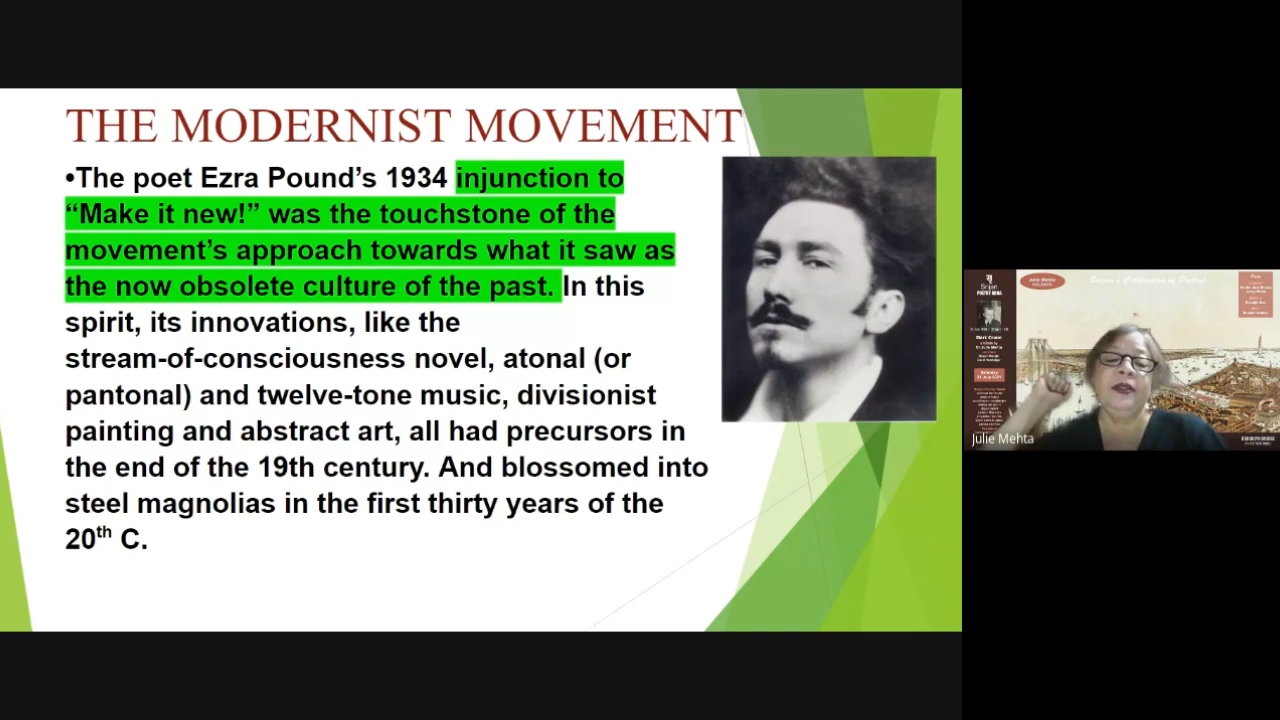 THE MODERNIST MOVEMENT
•The poet Ezra Pound’s 1934 injunction to
“Make it new!” was the touchstone of the
movement’s approach towards what it saw as
the now obsolete culture of the past. In this
spirit, its innovations, like the
stream-of-consciousness novel, atonal (or
pantonal) and twelve-tone music, divisionist
painting and abstract art, all had precursors in
the end of the 19th century. And blossomed into
steel magnolias in the first thirty years of the
20th C.
Srijan
Julie Mehta